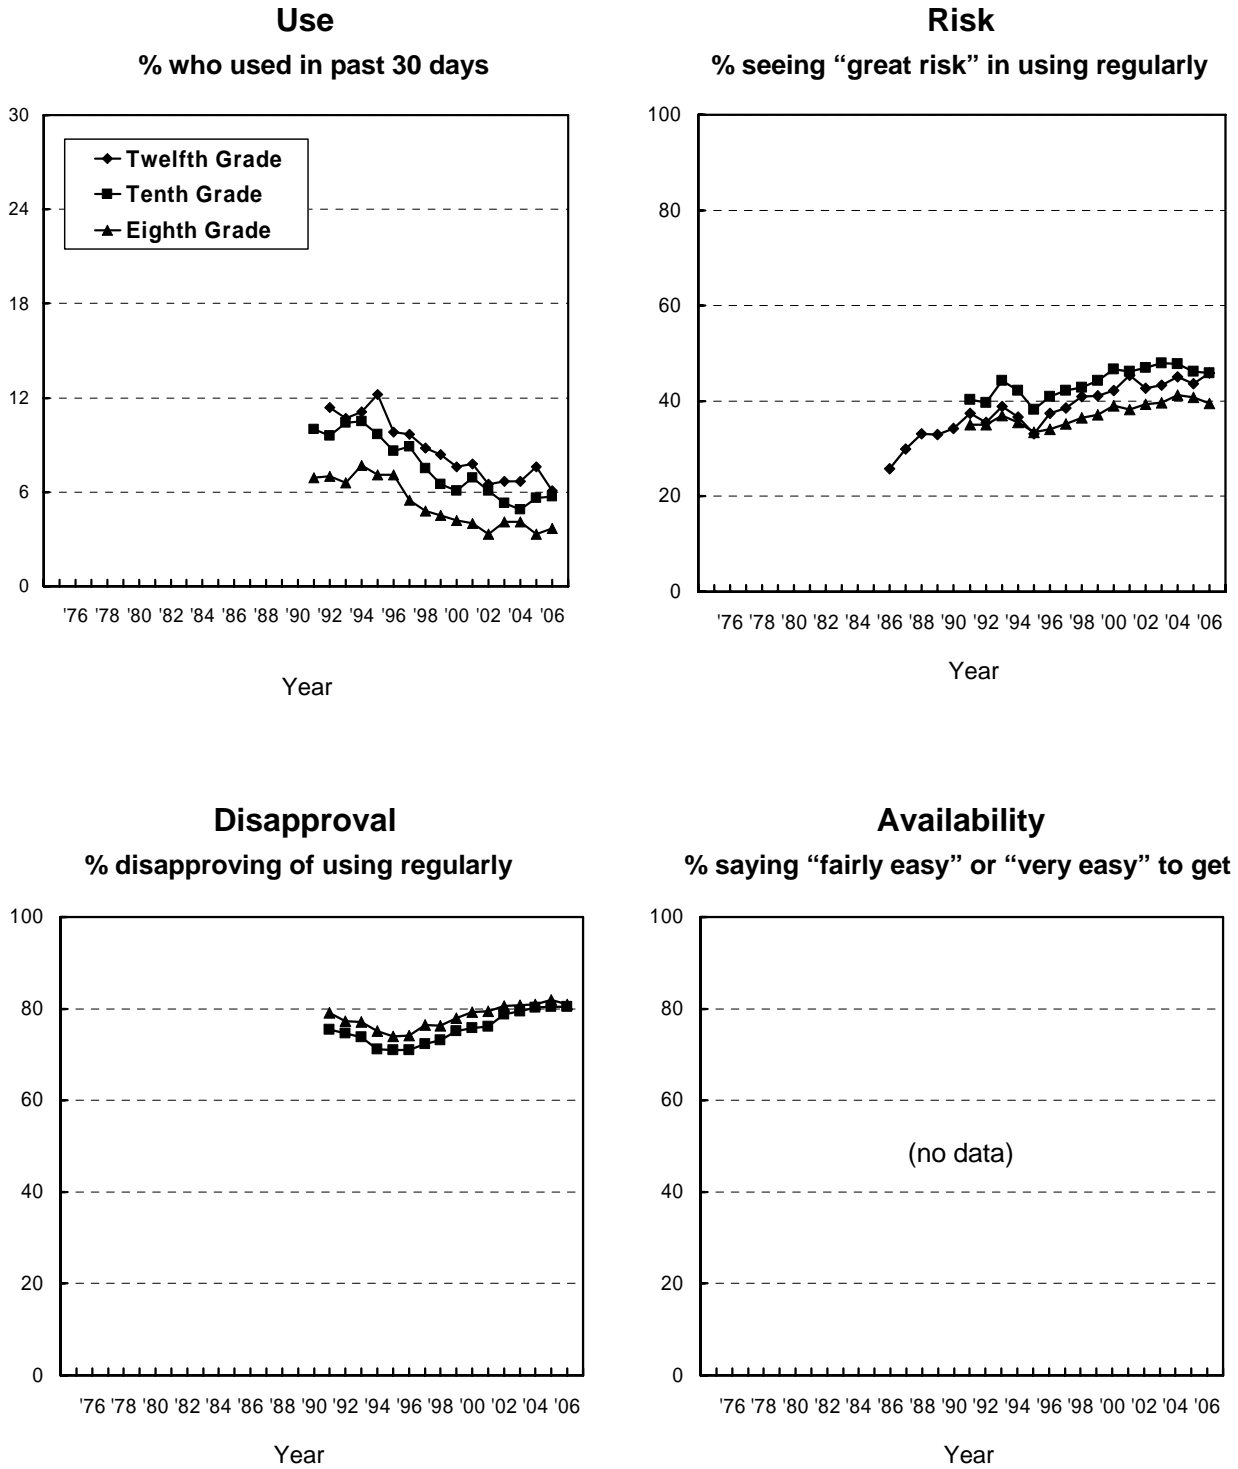 Use
% who used in past 30 days
30
24
18
12
6
0
Twelfth Grade
Tenth Grade
Eighth Grade
'76 '78 '80 '82 '84 '86 '88 '90 '92 '94 '96 '98 '00 '02 '04 '06
Year
Risk
% seeing “great risk” in using regularly
100
80
60
40
20
0
'76 '78 '80 '82 '84 '86 '88 '90 '92 '94 '96 '98 '00 '02 '04 '06
Year
Disapproval
% disapproving of using regularly
100
80
60
40
20
0
'76 '78 '80 '82 '84 '86 '88 '90 '92 '94 '96 '98 '00 '02 '04 '06
Year
Availability
% saying “fairly easy” or “very easy” to get
100
80
60
40
20
0
(no data)
'76 '78 '80 '82 '84 '86 '88 '90 '92 '94 '96 '98 '00 '02 '04 '06
Year